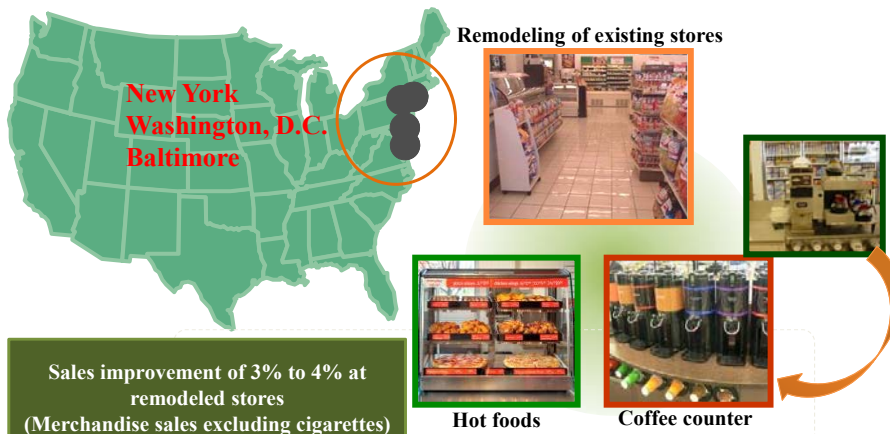 Remodeling of existing stores
New York
Washington, D.C.
Baltimore
Sales improvement of 3% to 4% at
remodeled stores
(Merchandise sales excluding cigarettes)
Hot foods
Coffee counter